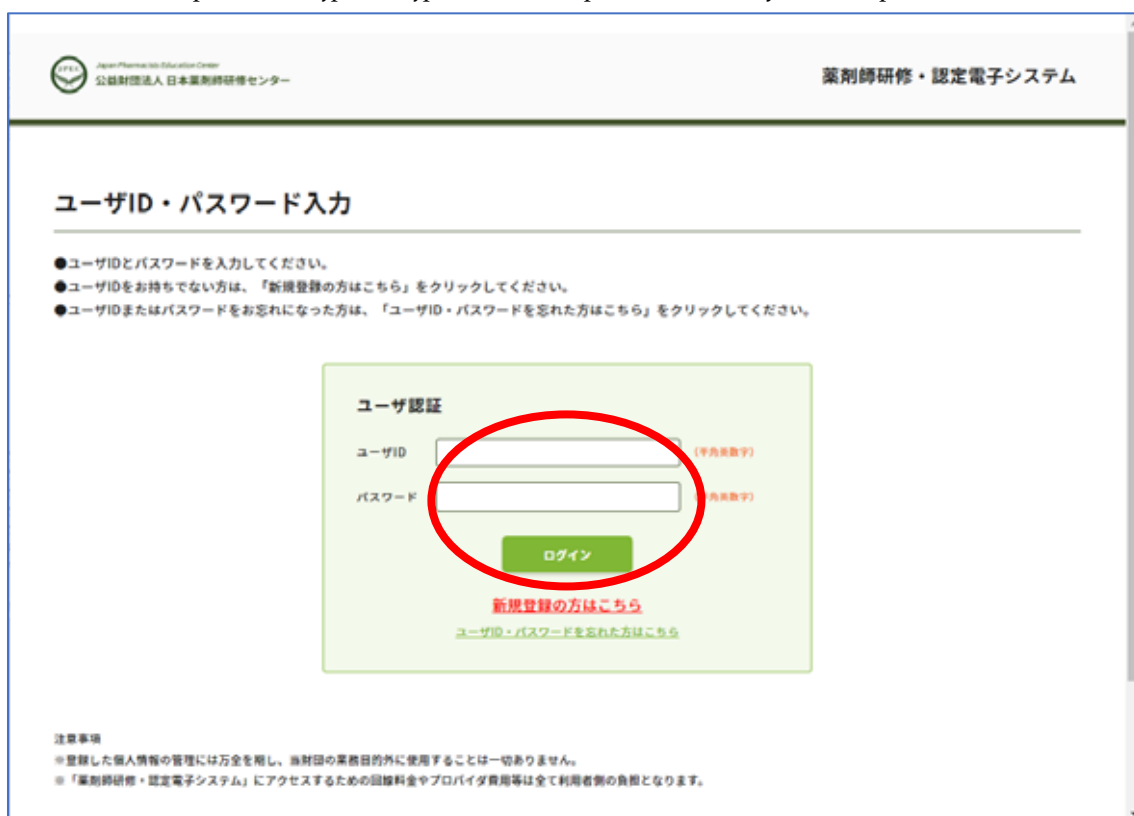 Japan Pharmacists Education Center
公益財団法人 日本薬剤師研修センター
薬剤師研修・認定電子システム
ユーザID・パスワード入力
●ユーザIDとパスワードを入力してください。
●ユーザIDをお持ちでない方は、「新規登録の方はこちら」をクリックしてください。
●ユーザIDまたはパスワードをお忘れになった方は、「ユーザID・パスワードを忘れた方はこちら」をクリックしてください。
ユーザ認証
ユーザID
(半角英数字)
パスワード
角英数字)
ログイン
新規登録の方はこちら
ユーザID・パスワードを忘れた方はこちら
注意事項
※登録した個人情報の管理には万全を期し、当財団の業務目的外に使用することは一切ありません。
※「薬剤師研修・認定電子システム」にアクセスするための回線料金やプロバイダ費用等は全て利用者側の負担となります。